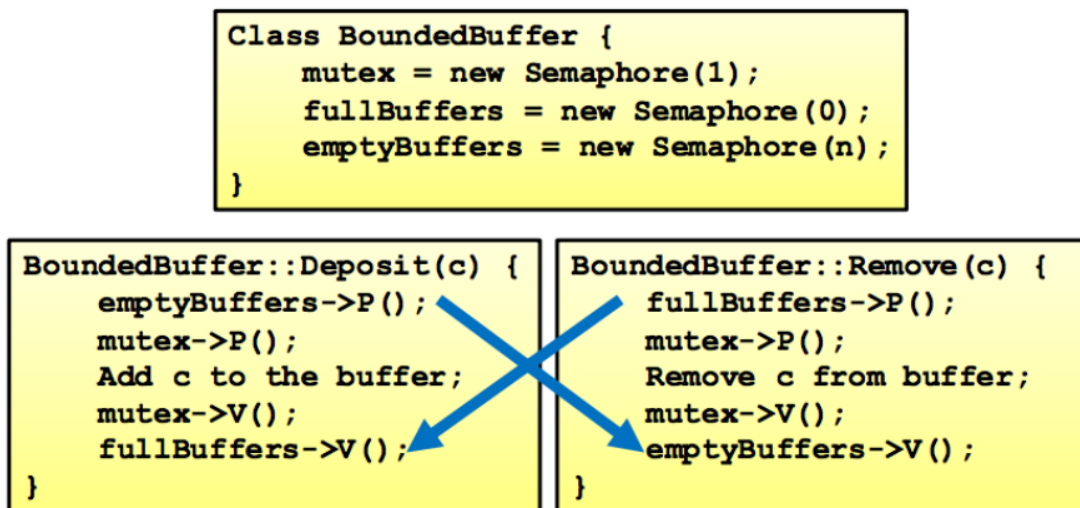 Class BoundedBuffer {
mutex = new Semaphore(1);
fullBuffers = new Semaphore(0);
emptyBuffers = new Semaphore(n);
}
BoundedBuffer::Deposit(c) {
emptyBuffers->P();
mutex->P();
Add c to the buffer;
mutex->V();
fullBuffers->V();
}
BoundedBuffer::Remove(c) {
fullBuffers->P();
mutex->P();
Remove c from buffer;
mutex->V();
emptyBuffers->V();
}